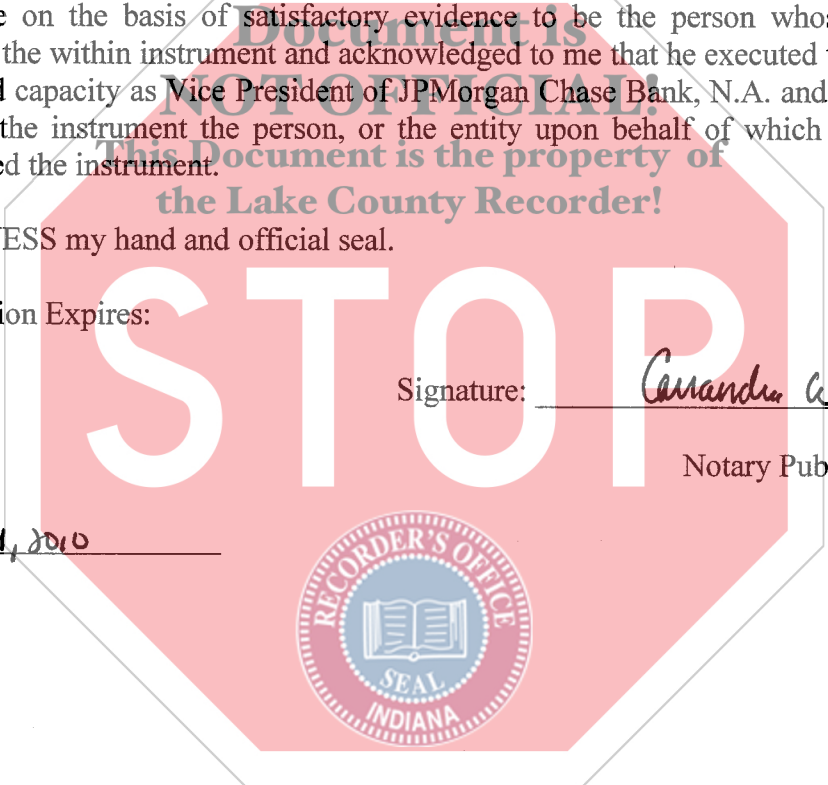 e on the basis of satisfactory evidence to be the person whos
Document is
the within instrument and acknowledged to me that he executed
NOT OFFICIAL!
d capacity as Vice President of JPMorgan Chase Bank, N.A. and
the instrument the person, or the entity upon behalf of which
This Document is the property of
ed the instrument.
the Lake County Recorder!
ESS my hand and official seal.
STOP
ion Expires:
Signature: Cassandra
Notary Pub
, 2010
RECORDER'S OFFICE
SEAL
INDIANA